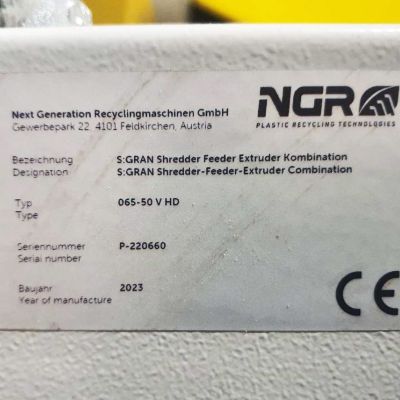 Next Generation Recyclingmaschinen GmbH
Gewerbepark 22, 4101 Feldkirchen, Austria
NGR
PLASTIC RECYCLING TECHNOLOGIES
Bezeichnung S:GRAN Shredder Feeder Extruder Kombination
Designation S:GRAN Shredder-Feeder-Extruder Combination
Typ 065-50 V HD
Type
Seriennummer P-220660
Serial number
Baujahr 2023
Year of manufacture
CE